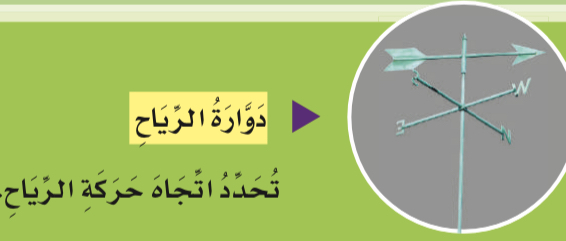 دَوَّارَةُ الرِّيَاحِ
تُحَدِّدُ اتِّجَاهَ حَرَكَةِ الرِّيَاحِ.